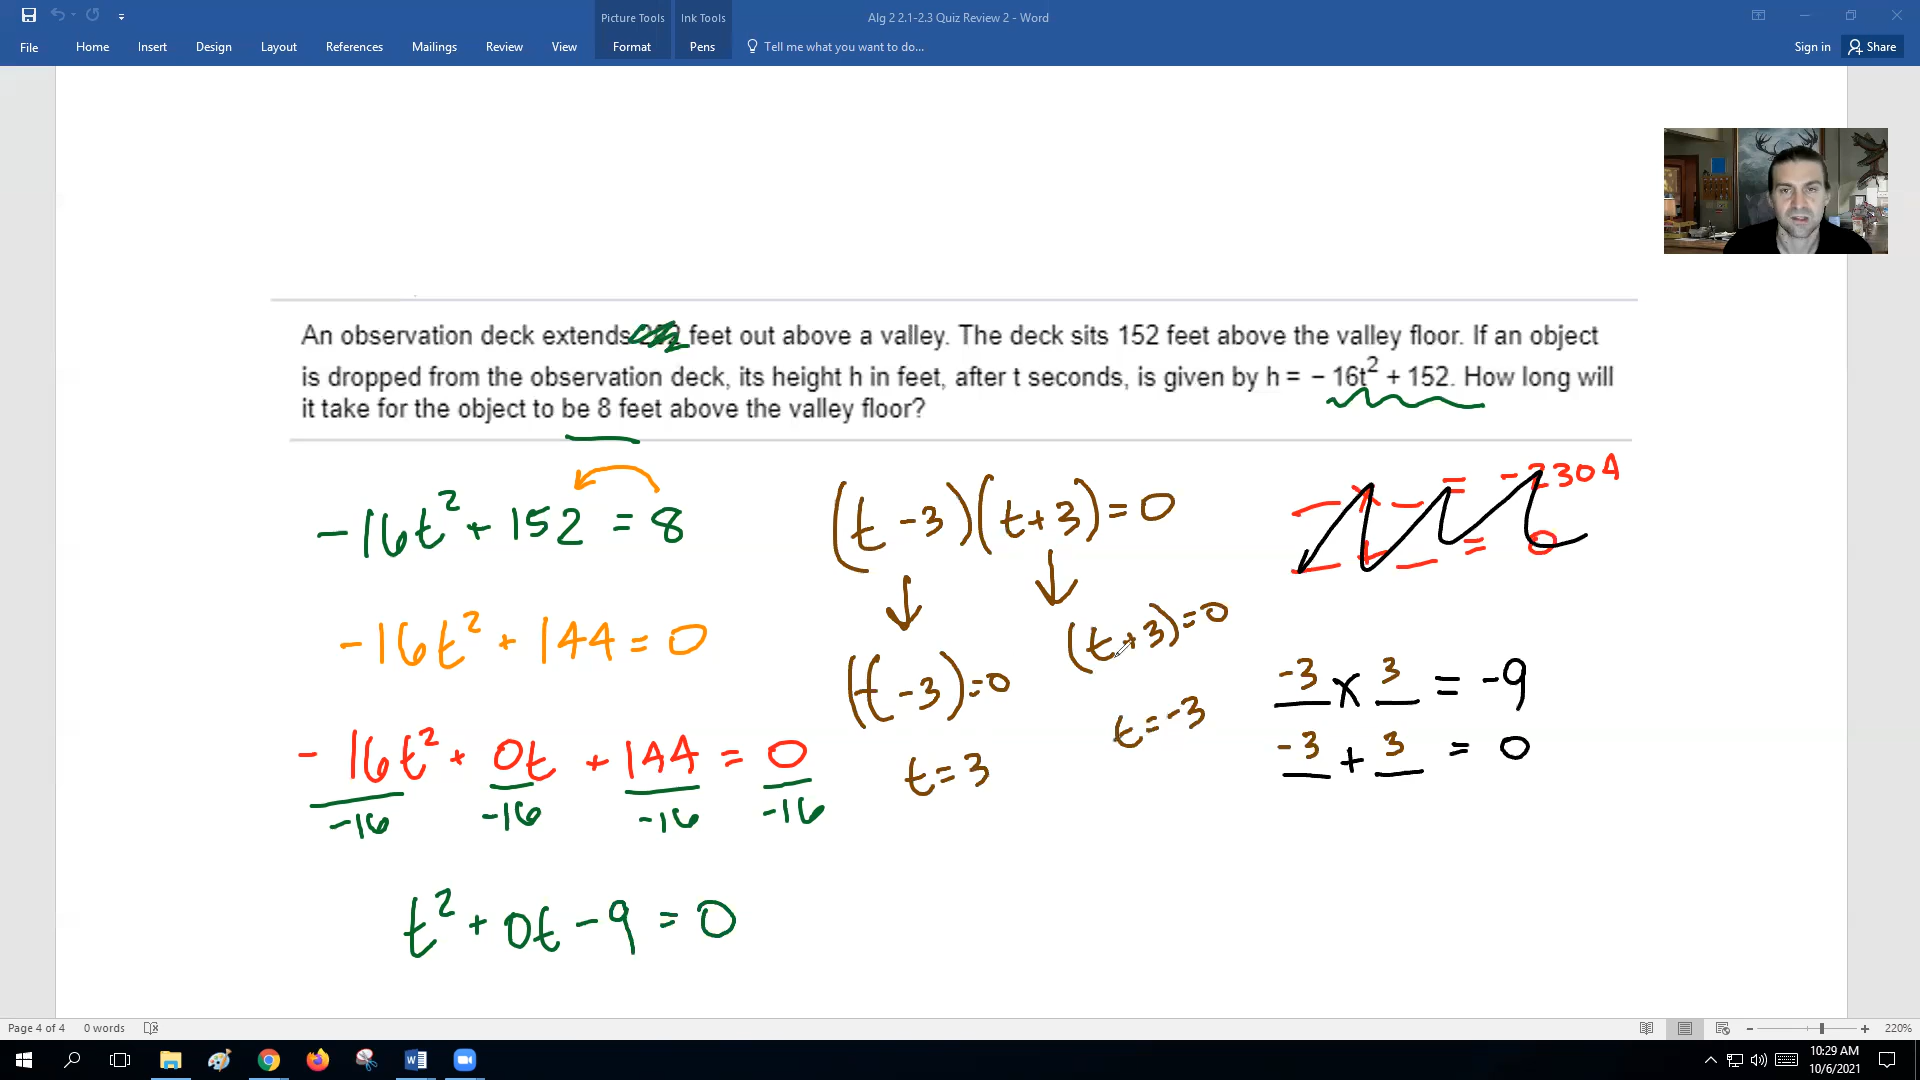 Picture Tools Ink Tools Alg 2 2.1-2.3 Quiz Review 2 - Word
File Home Insert Design Layout References Mailings Review View Format Pens Tell me what you want to do... Sign in Share
An observation deck extends feet out above a valley. The deck sits 152 feet above the valley floor. If an object
is dropped from the observation deck, its height h in feet, after t seconds, is given by h = − 16t² + 152. How long will
it take for the object to be 8 feet above the valley floor?
-16t² + 152 = 8
-16t² + 144 = 0
-16t² + 0t + 144 = 0
-16 -16 -16 -16
t² + 0t - 9 = 0
(t - 3)(t + 3) = 0
(t - 3) = 0
t = 3
(t + 3) = 0
t = -3
_ × _ = -2304
_ + _ = 0
-3 × 3 = -9
-3 + 3 = 0
Page 4 of 4 0 words 220%
10:29 AM
10/6/2021